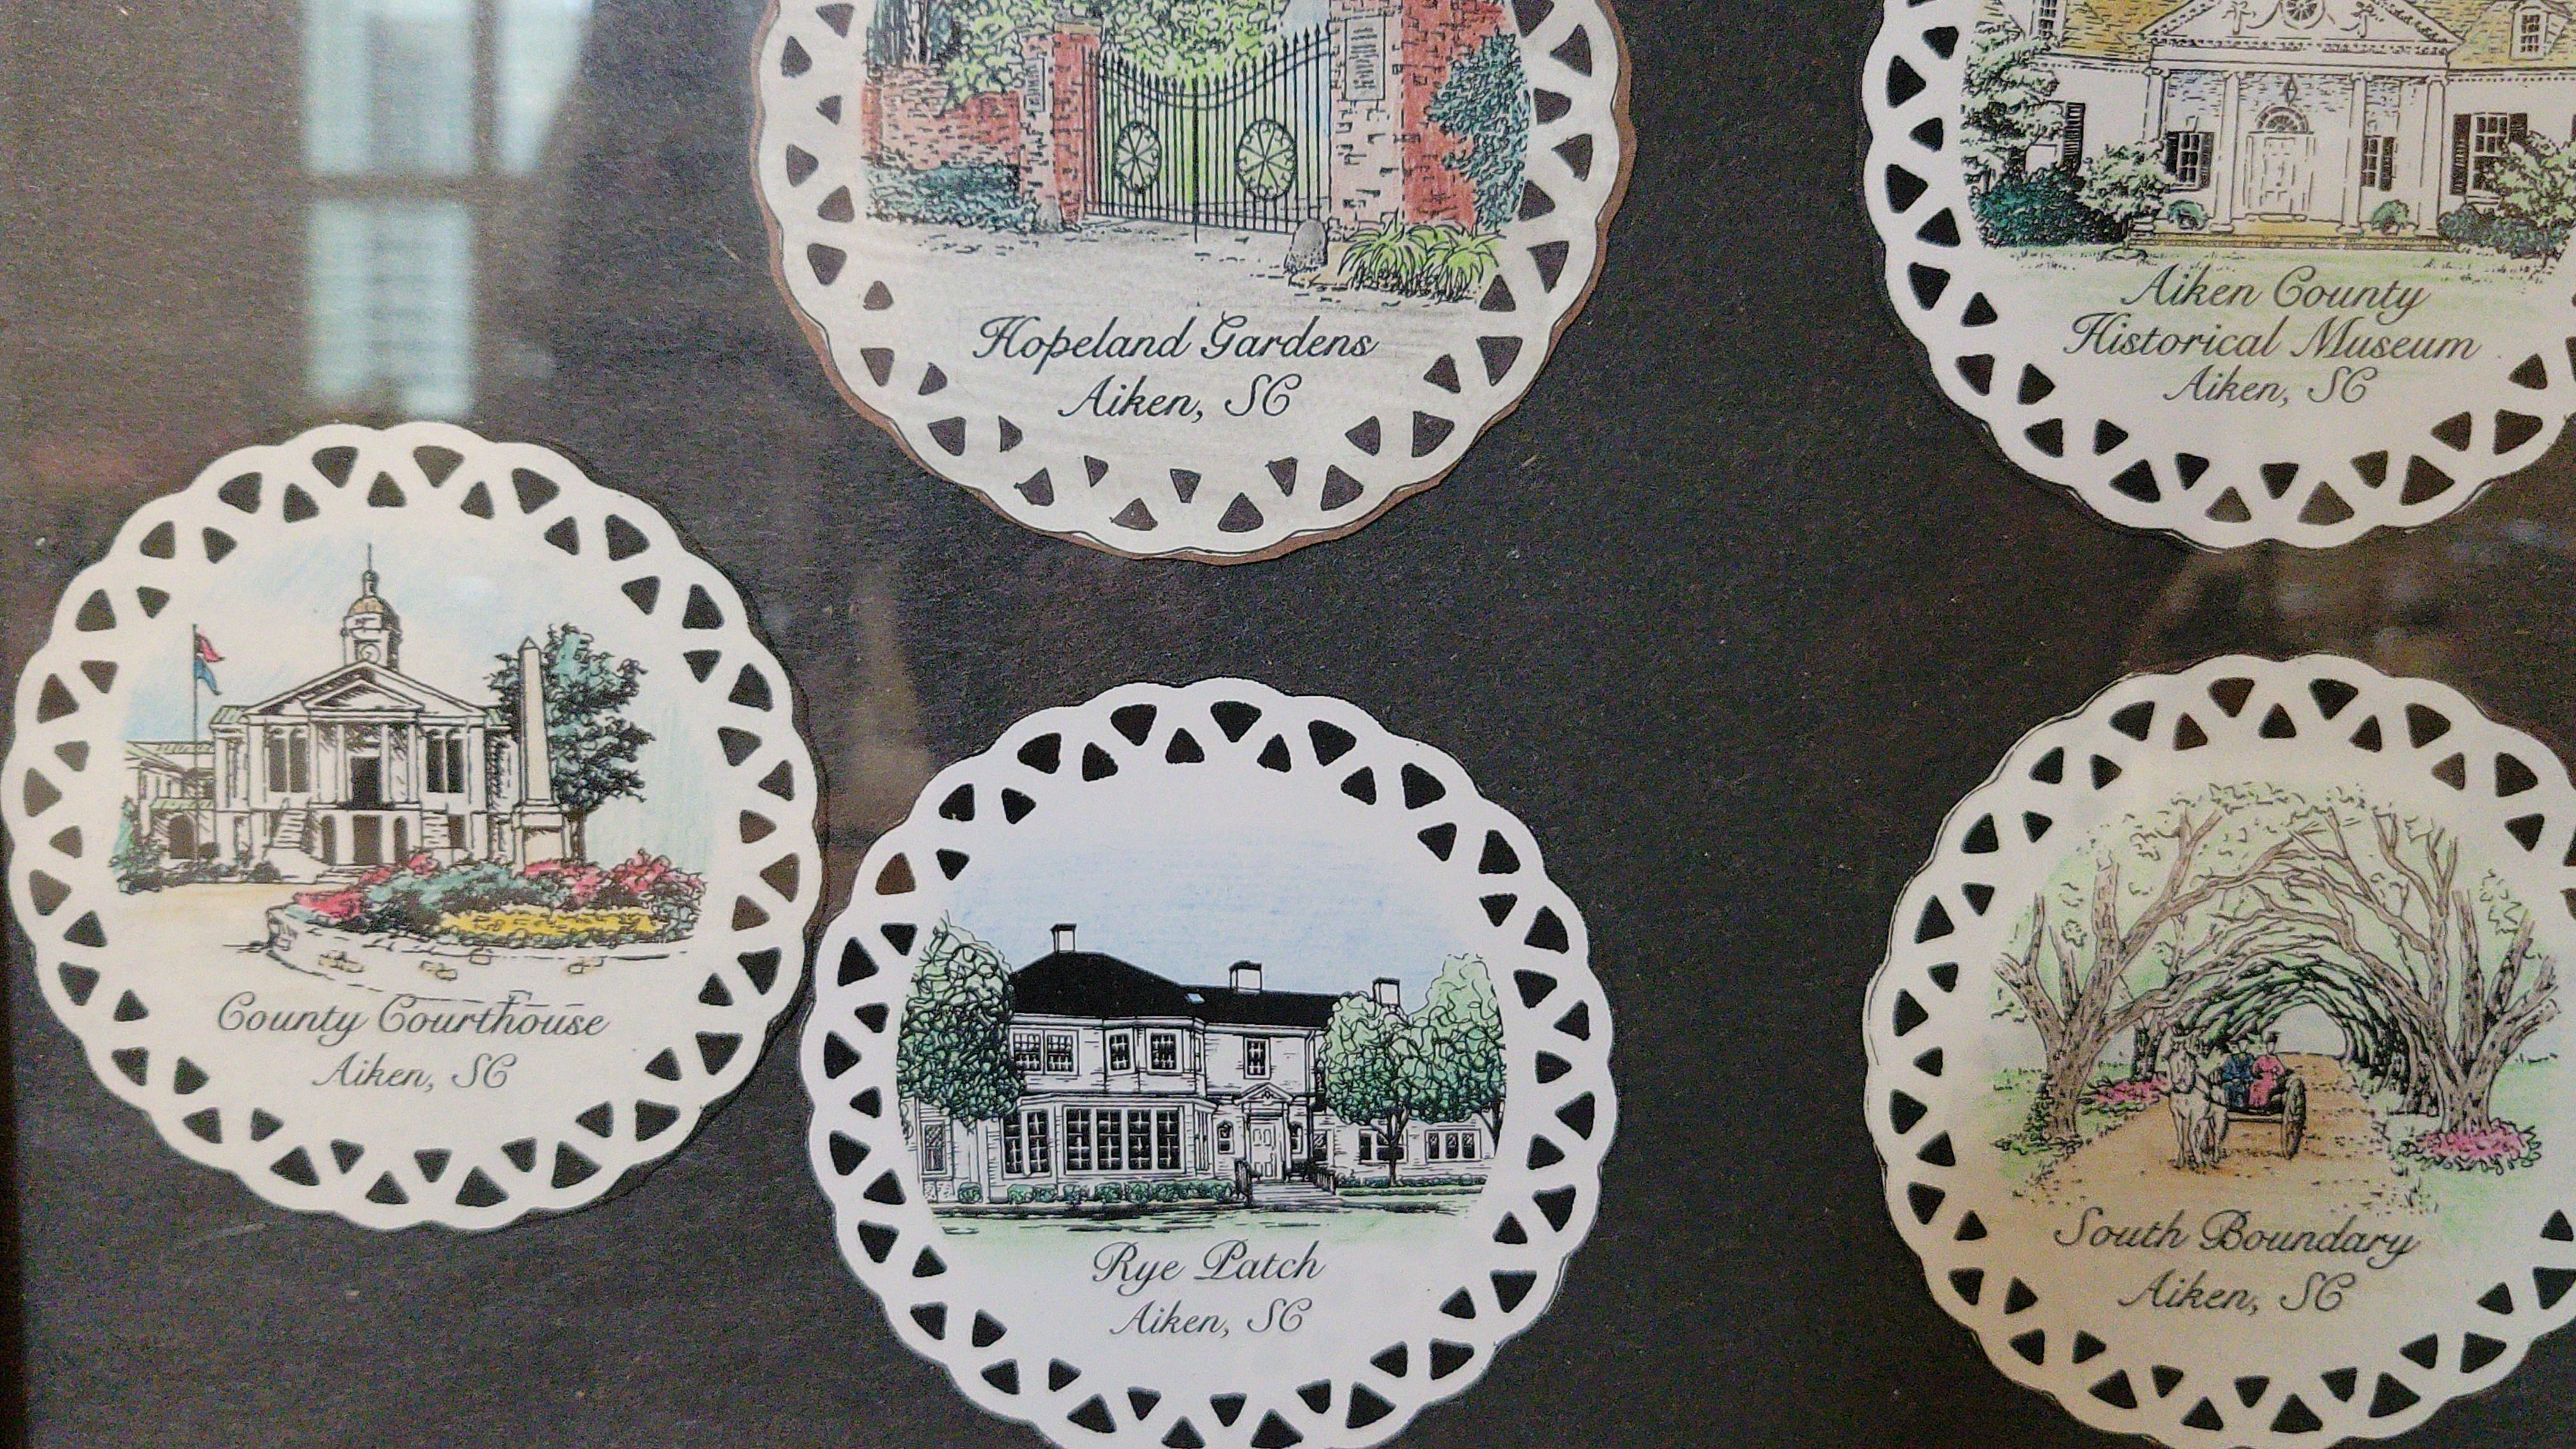 Hopeland Gardens
Aiken, SC
Aiken County
Historical Museum
Aiken, SC
County Courthouse
Aiken, SC
Rye Patch
Aiken, SC
South Boundary
Aiken, SC